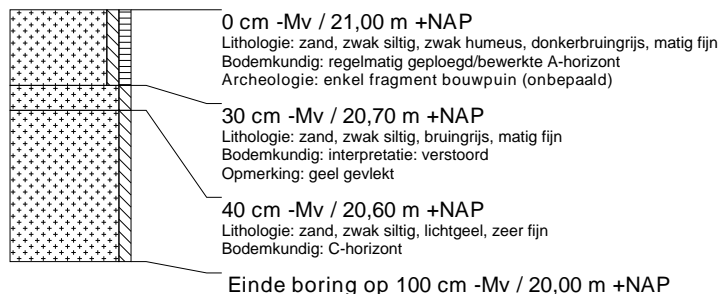 0 cm -Mv / 21,00 m +NAP
Lithologie: zand, zwak siltig, zwak humeus, donkerbruingrijs, matig fijn
Bodemkundig: regelmatig geploegd/bewerkte A-horizont
Archeologie: enkel fragment bouwpuin (onbepaald)
30 cm -Mv / 20,70 m +NAP
Lithologie: zand, zwak siltig, bruingrijs, matig fijn
Bodemkundig: interpretatie: verstoord
Opmerking: geel gevlekt
40 cm -Mv / 20,60 m +NAP
Lithologie: zand, zwak siltig, lichtgeel, zeer fijn
Bodemkundig: C-horizont
Einde boring op 100 cm -Mv / 20,00 m +NAP